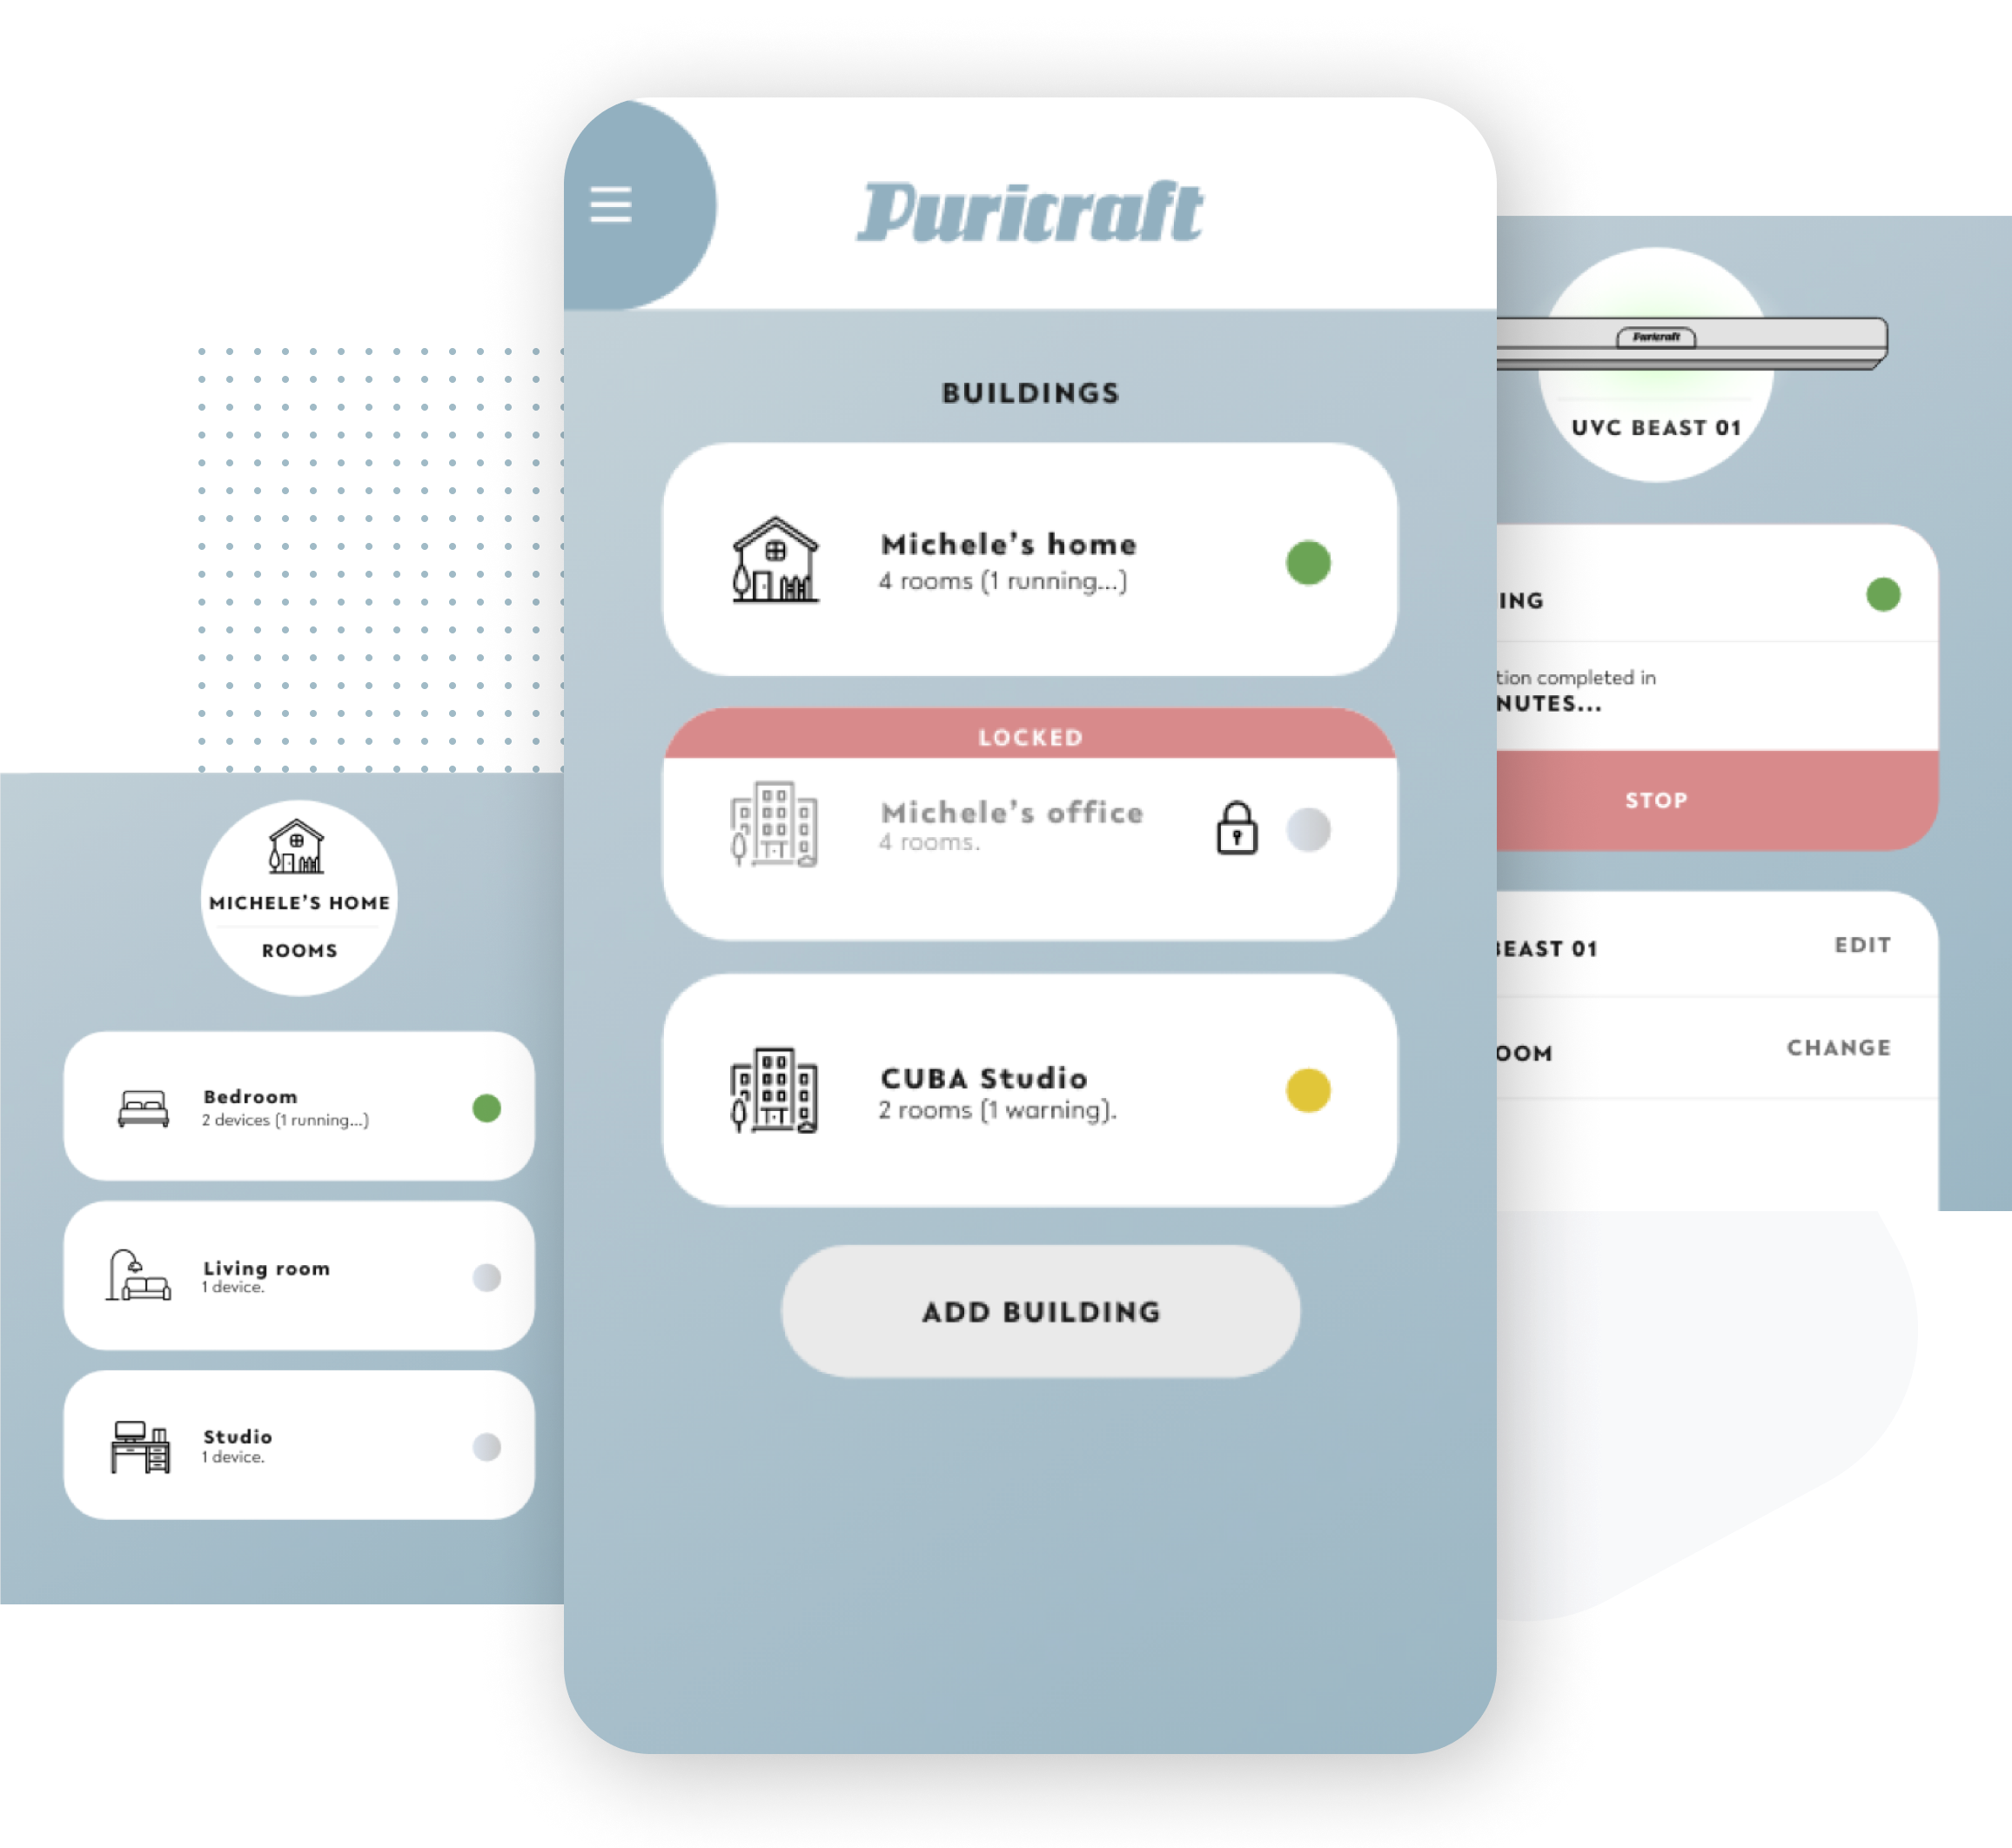 Puricraft
BUILDINGS
Michele's home
4 rooms (1 running...)
LOCKED
Michele's office
4 rooms.
CUBA Studio
2 rooms (1 warning).
ADD BUILDING
MICHELE'S HOME
ROOMS
Bedroom
2 devices (1 running...)
Living room
1 device.
Studio
1 device.
Puricraft
UVC BEAST 01
ING
tion completed in
NUTES...
STOP
BEAST 01
EDIT
OOM
CHANGE